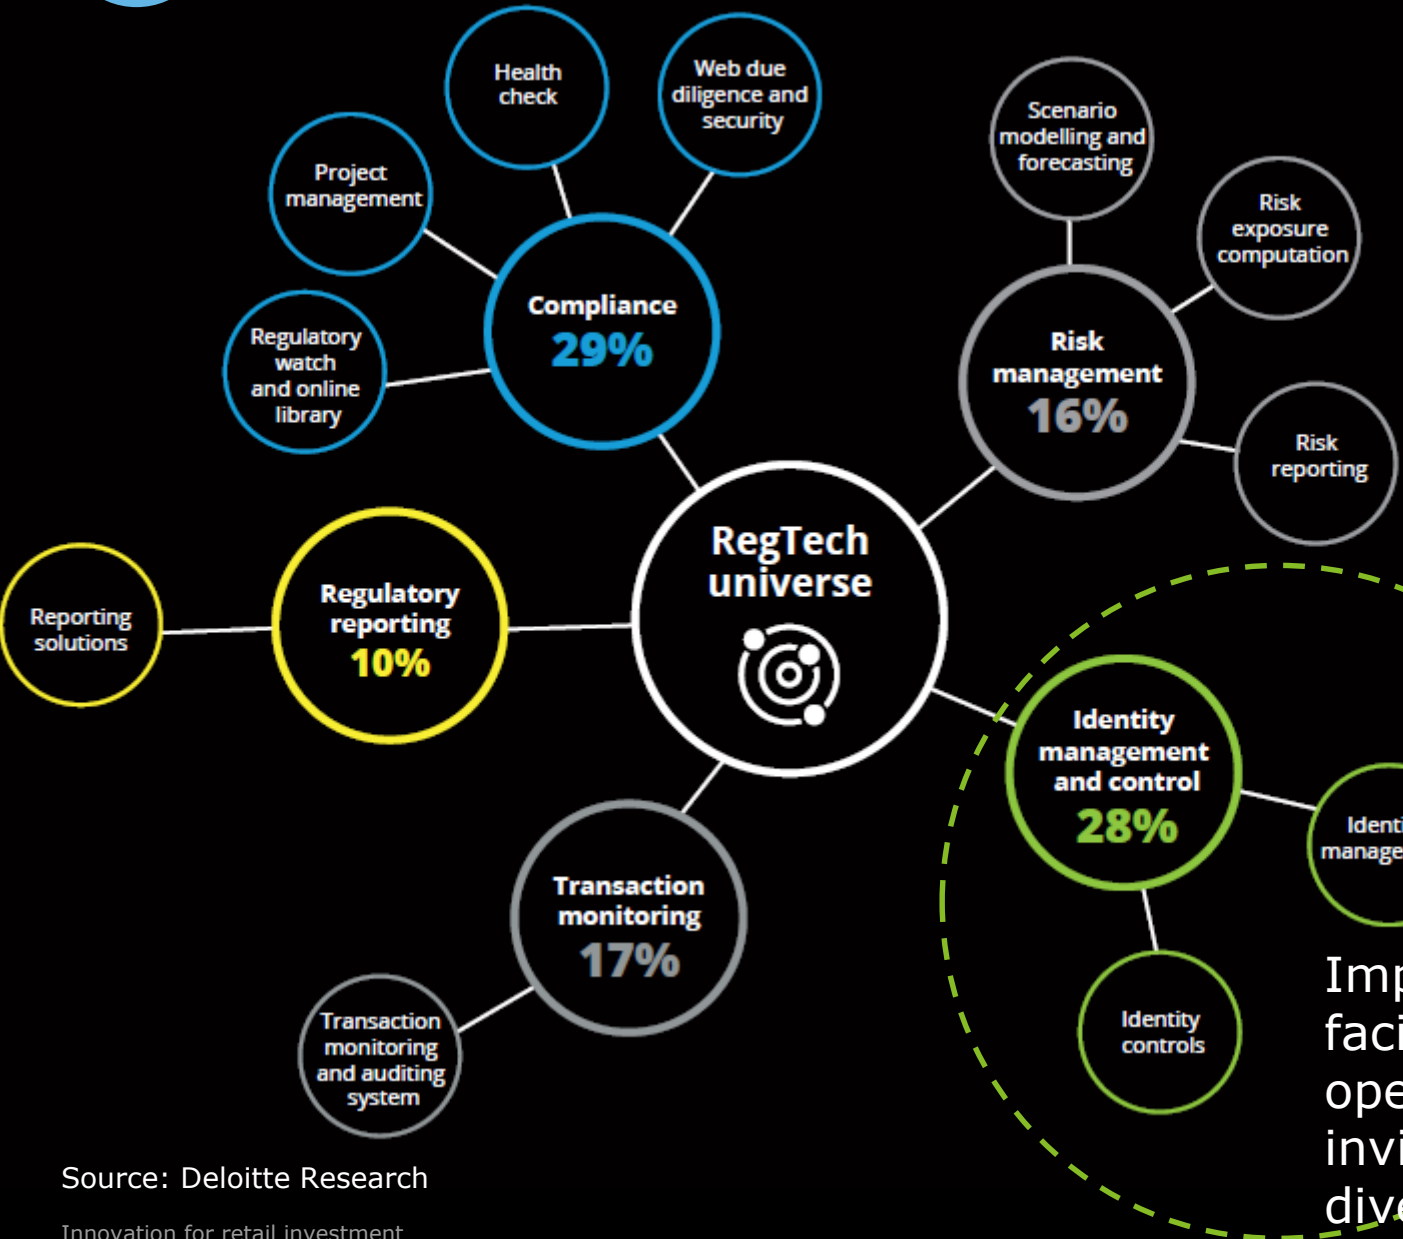 Health
check
Web due
diligence and
security
Project
management
Regulatory
watch
and online
library
Compliance
29%
Scenario
modelling and
forecasting
Risk
exposure
computation
Risk
management
16%
Risk
reporting
RegTech
universe
Reporting
solutions
Regulatory
reporting
10%
Identity
management
and control
28%
Transaction
monitoring
17%
Transaction
monitoring
and auditing
system
Identity
controls
Source: Deloitte Research
Innovation for retail investment